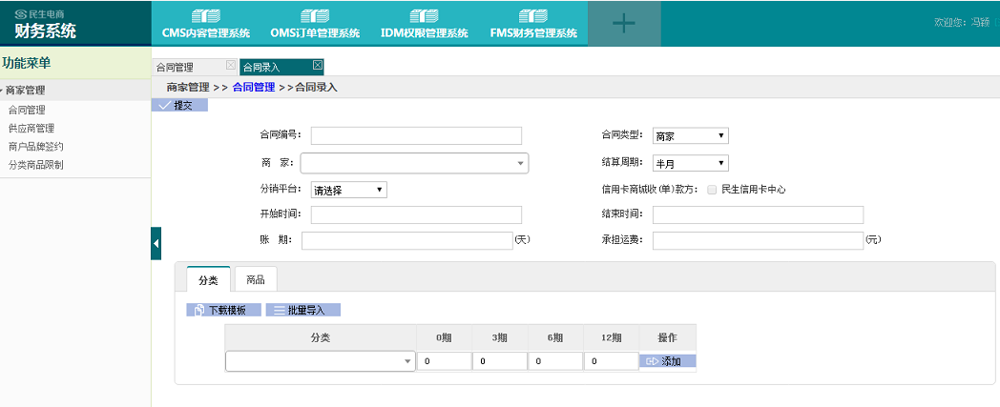 民生电商
财务系统
CMS内容管理系统 OMS订单管理系统 IDM权限管理系统 FMS财务管理系统
欢迎您：冯颖
功能菜单
商家管理
合同管理
供应商管理
商户品牌签约
分类商品限制
合同管理 合同录入
商家管理 >> 合同管理 >>合同录入
提交
合同编号： 合同类型： 商家
商 家： 结算周期： 半月
分销平台： 请选择 信用卡商城收(单)款方： 民生信用卡中心
开始时间： 结束时间：
账 期： (天) 承担运费： (元)
分类 商品
下载模板 批量导入
分类 0期 3期 6期 12期 操作
0 0 0 0 添加